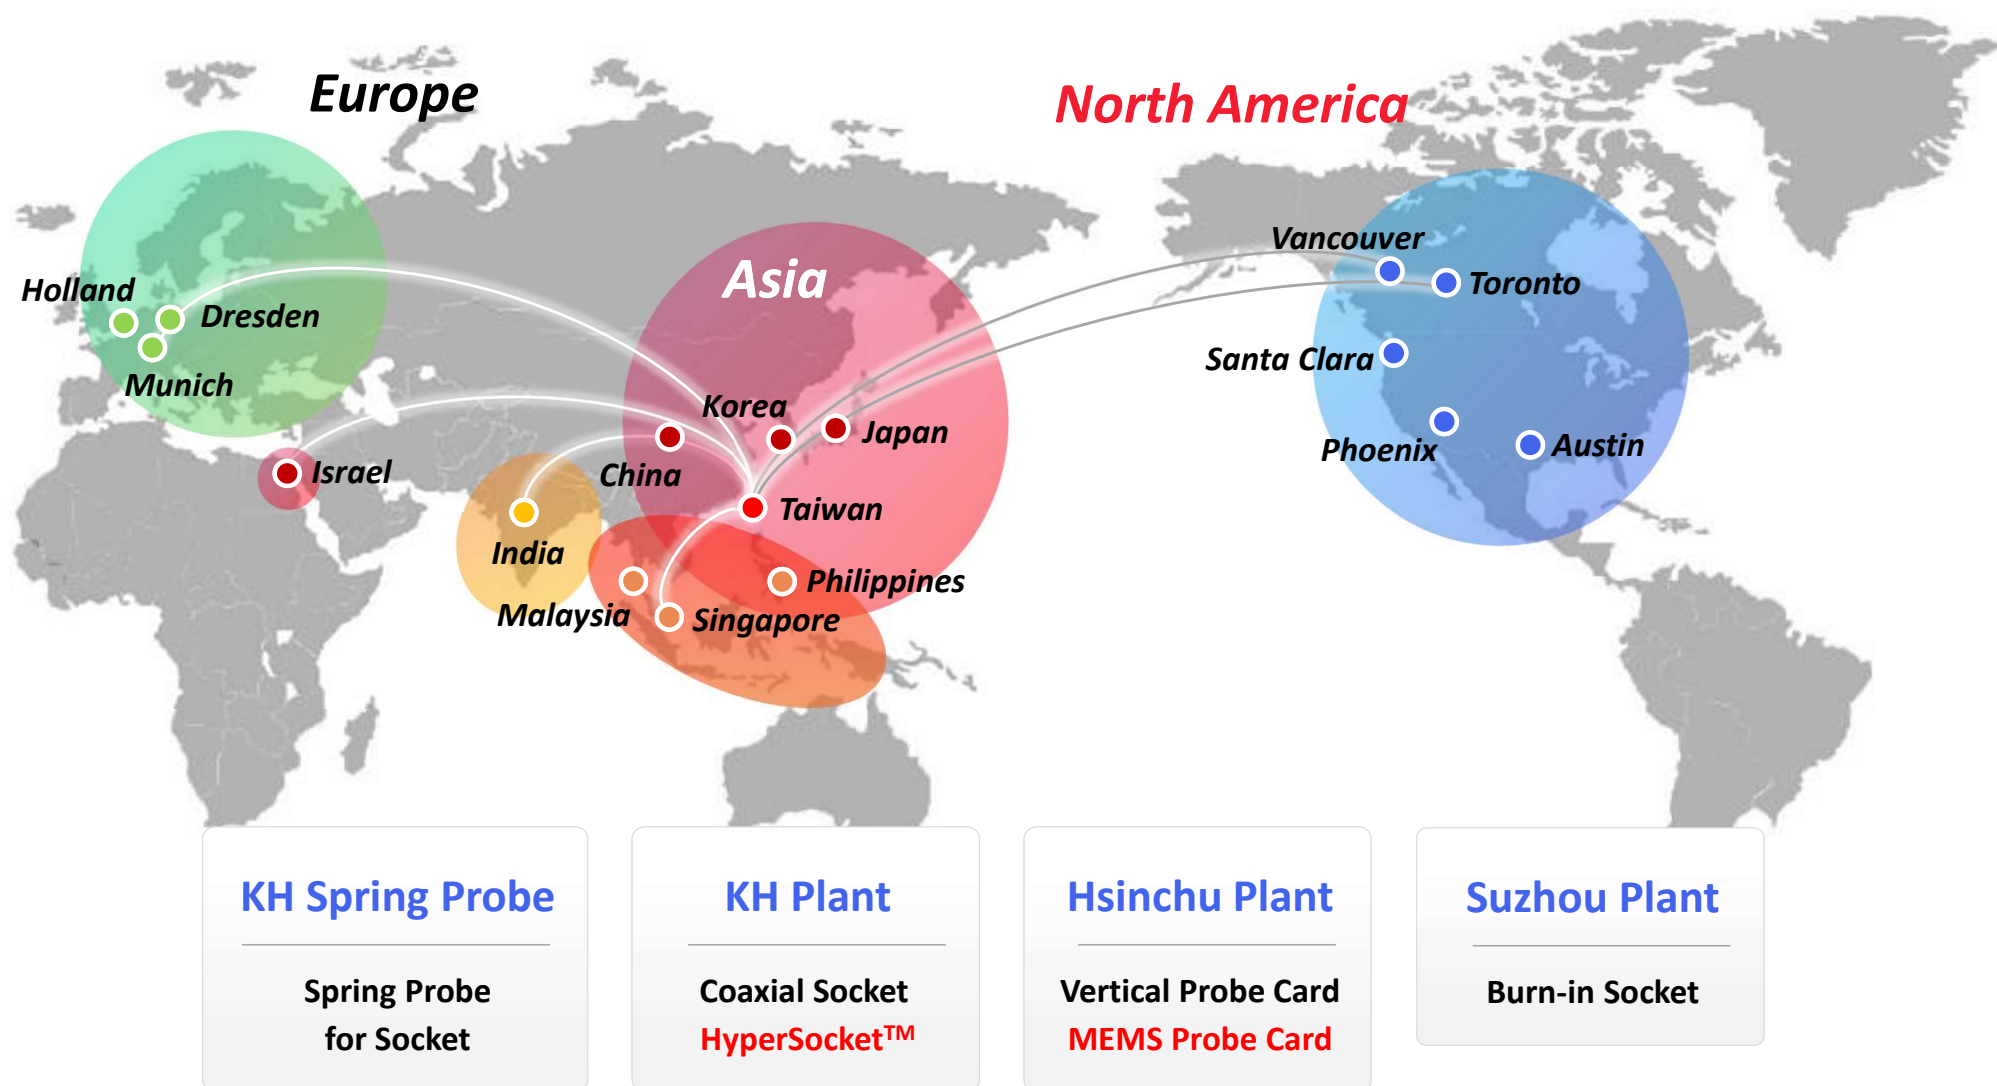 Europe
North America
Asia
Vancouver
Toronto
Holland
Dresden
Munich
Santa Clara
Korea
Japan
Phoenix
Austin
Israel
China
Taiwan
India
Malaysia
Philippines
Singapore
KH Spring Probe
Spring Probe
for Socket
KH Plant
Coaxial Socket
HyperSocket™
Hsinchu Plant
Vertical Probe Card
MEMS Probe Card
Suzhou Plant
Burn-in Socket